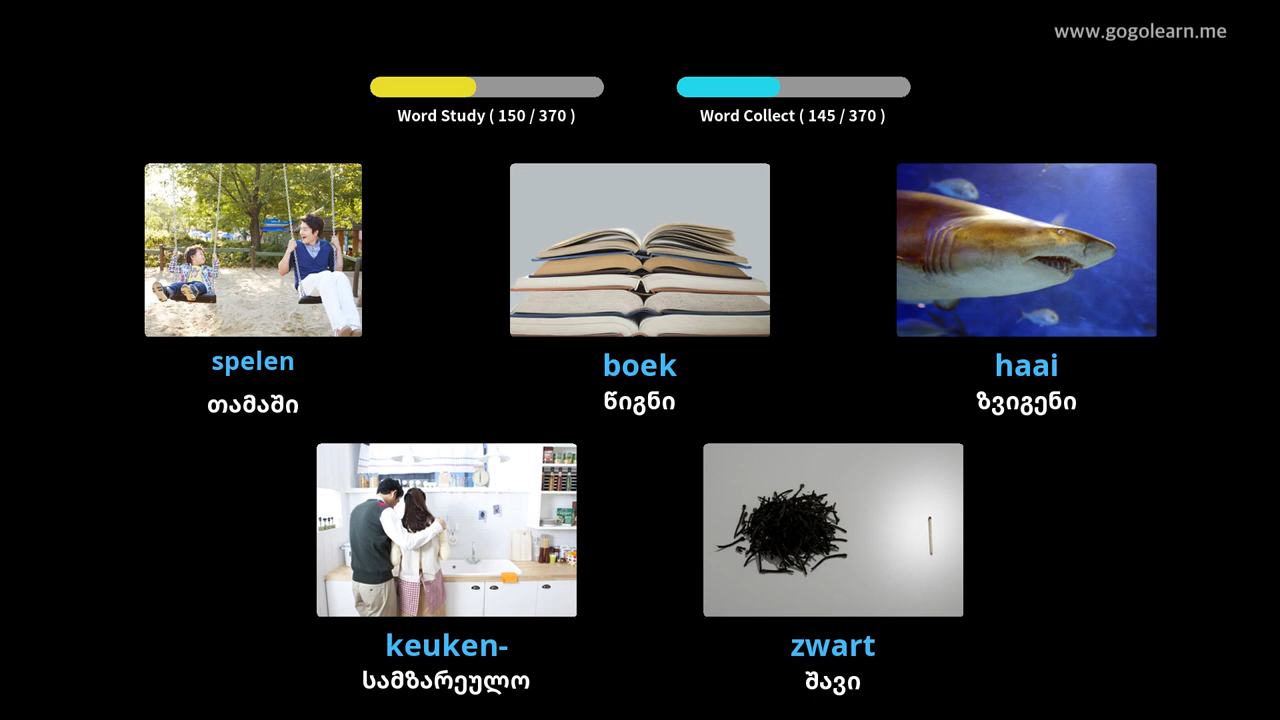 www.gogolearn.me
Word Study ( 150 / 370 )
Word Collect ( 145 / 370 )
spelen
თამაში
boek
წიგნი
haai
ზვიგენი
keuken-
სამზარეულო
zwart
შავი